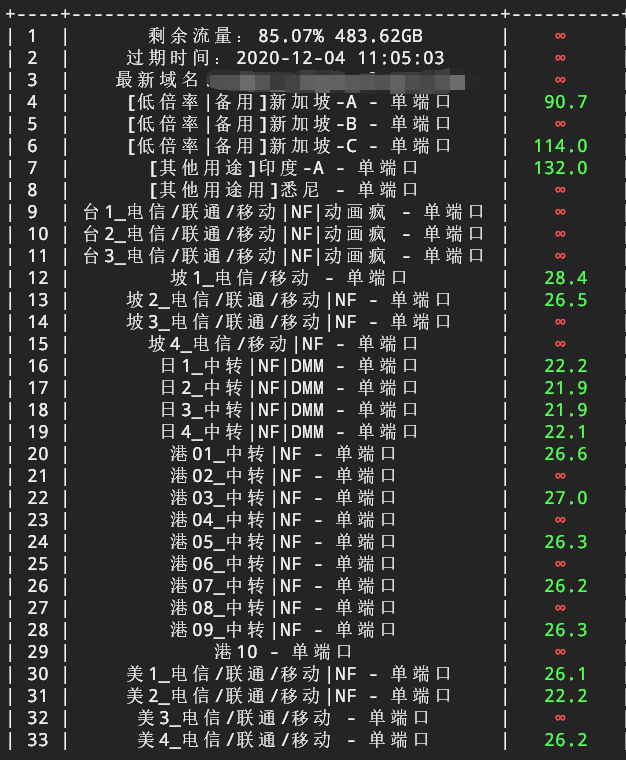 +----+----------------------------------------+----------
| 1 | 剩余流量: 85.07% 483.62GB | ∞
| 2 | 过期时间: 2020-12-04 11:05:03 | ∞
| 3 | 最新域名 | ∞
| 4 | [低倍率|备用]新加坡-A - 单端口 | 90.7
| 5 | [低倍率|备用]新加坡-B - 单端口 | ∞
| 6 | [低倍率|备用]新加坡-C - 单端口 | 114.0
| 7 | [其他用途]印度-A - 单端口 | 132.0
| 8 | [其他用途用]悉尼 - 单端口 | ∞
| 9 | 台1_电信/联通/移动|NF|动画疯 - 单端口 | ∞
| 10 | 台2_电信/联通/移动|NF|动画疯 - 单端口 | ∞
| 11 | 台3_电信/联通/移动|NF|动画疯 - 单端口 | ∞
| 12 | 坡1_电信/移动 - 单端口 | 28.4
| 13 | 坡2_电信/联通/移动|NF - 单端口 | 26.5
| 14 | 坡3_电信/联通/移动|NF - 单端口 | ∞
| 15 | 坡4_电信/移动|NF - 单端口 | ∞
| 16 | 日1_中转|NF|DMM - 单端口 | 22.2
| 17 | 日2_中转|NF|DMM - 单端口 | 21.9
| 18 | 日3_中转|NF|DMM - 单端口 | 21.9
| 19 | 日4_中转|NF|DMM - 单端口 | 22.1
| 20 | 港01_中转|NF - 单端口 | 26.6
| 21 | 港02_中转|NF - 单端口 | ∞
| 22 | 港03_中转|NF - 单端口 | 27.0
| 23 | 港04_中转|NF - 单端口 | ∞
| 24 | 港05_中转|NF - 单端口 | 26.3
| 25 | 港06_中转|NF - 单端口 | ∞
| 26 | 港07_中转|NF - 单端口 | 26.2
| 27 | 港08_中转|NF - 单端口 | ∞
| 28 | 港09_中转|NF - 单端口 | 26.3
| 29 | 港10 - 单端口 | ∞
| 30 | 美1_电信/联通/移动|NF - 单端口 | 26.1
| 31 | 美2_电信/联通/移动|NF - 单端口 | 22.2
| 32 | 美3_电信/联通/移动 - 单端口 | ∞
| 33 | 美4_电信/联通/移动 - 单端口 | 26.2